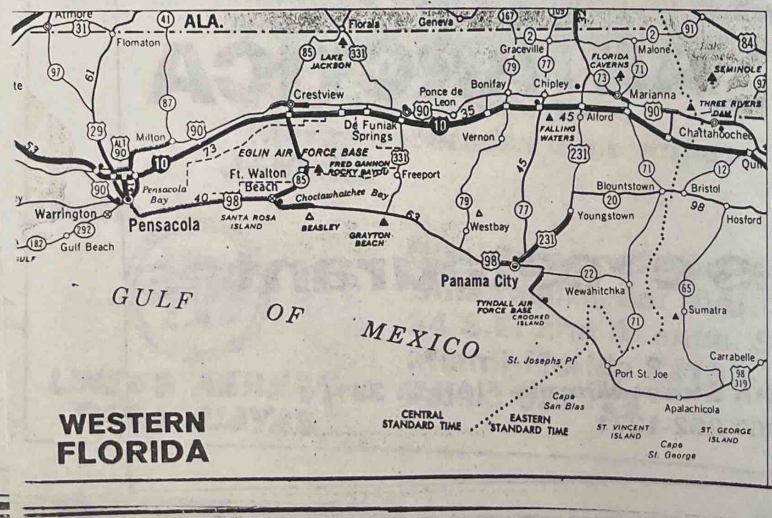 Atmore
ALA.
Florala
Geneva
167
109
31
41
Flomaton
2
2
91
84
85
331
LAKE
JACKSON
Graceville
Malone
79
77
FLORIDA
CAVERNS
73
71
SEMINOLE
97
97
61
87
Crestview
Ponce de
Leon
Bonifay
Chipley
Marianna
90
10
35
90
THREE RIVERS
DAM
29
ALT
90
Milton
90
De Funiak
Springs
Vernon
45
Alford
FALLING
WATERS
Chattahoochee
10
73
EGLIN AIR FORCE BASE
FRED GANNON
ROCKY BAYOU
331
Freeport
231
71
12
Ft. Walton
Beach
85
45
90
Pensacola
Bay
40
98
Choctawhatchee Bay
Blountstown
20
Bristol
98
Hosford
Warrington
Pensacola
SANTA ROSA
ISLAND
BEASLEY
GRAYTON
BEACH
63
79
Westbay
77
Youngstown
292
182
Gulf Beach
98
231
Panama City
22
Wewahitchka
65
GULF OF MEXICO
TYNDALL AIR
FORCE BASE
CROOKED
ISLAND
71
Sumatra
St. Josephs Pt
Port St. Joe
Carrabelle
98
319
Cape
San Blas
Apalachicola
CENTRAL
STANDARD TIME
EASTERN
STANDARD TIME
ST. VINCENT
ISLAND
ST. GEORGE
ISLAND
Cape
St. George
WESTERN
FLORIDA